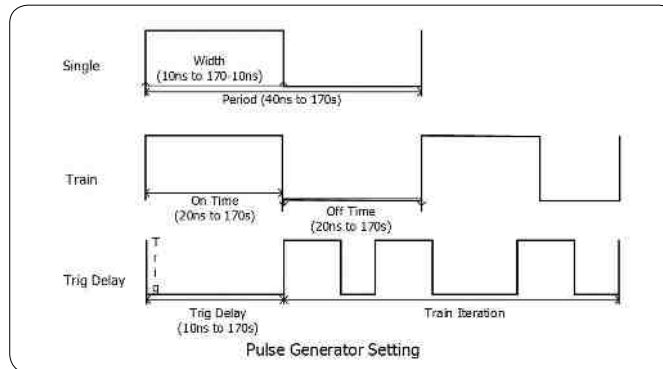 Single
Width
(10ns to 170-10ns)
Period (40ns to 170s)
Train
On Time
(20ns to 170s)
Off Time
(20ns to 170s)
Trig
Trig Delay
Trig Delay
(10ns to 170s)
Train Iteration
Pulse Generator Setting